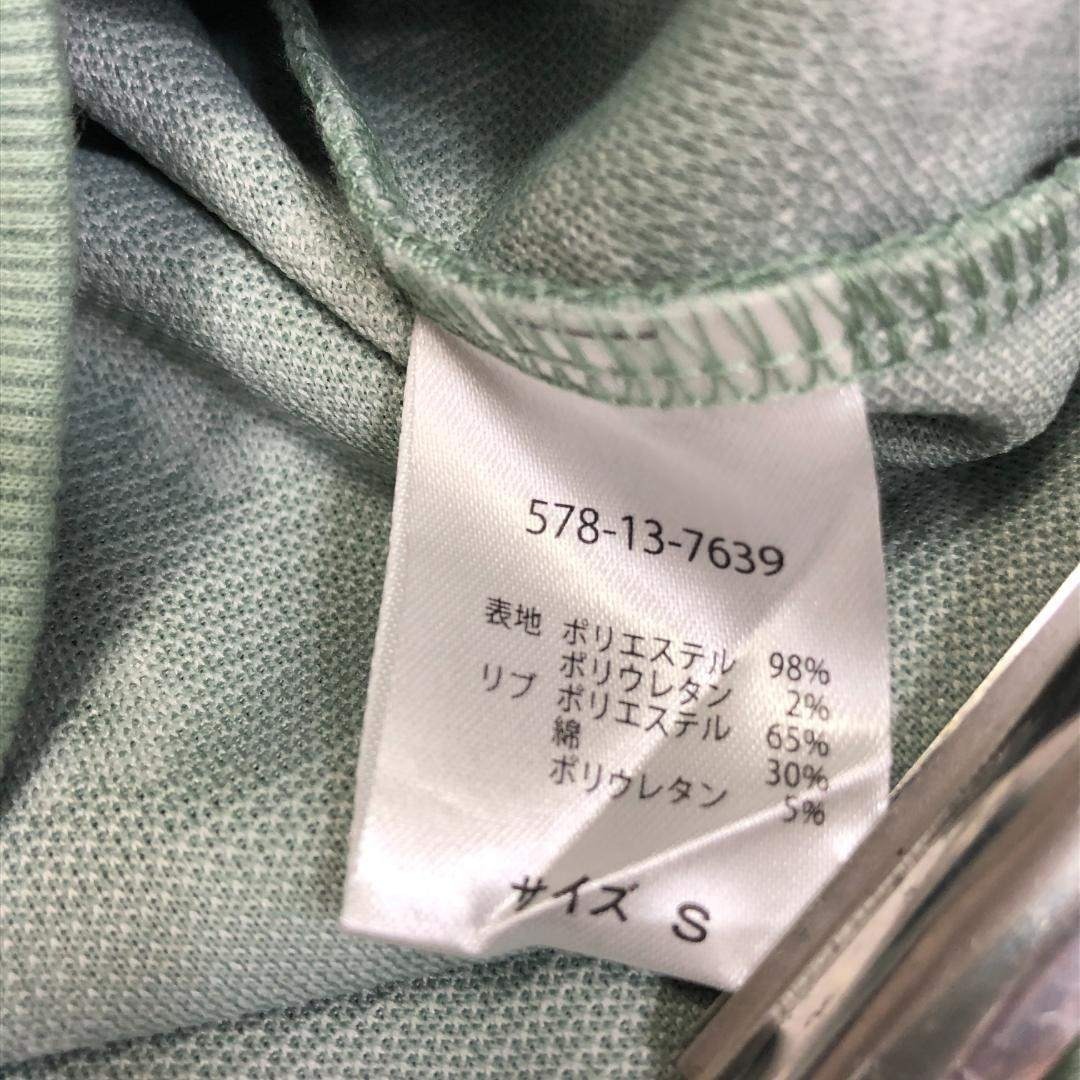 578-13-7639
表地 ポリエステル 98%
ポリウレタン 2%
リブ ポリエステル 65%
綿 30%
ポリウレタン 5%
サイズ S